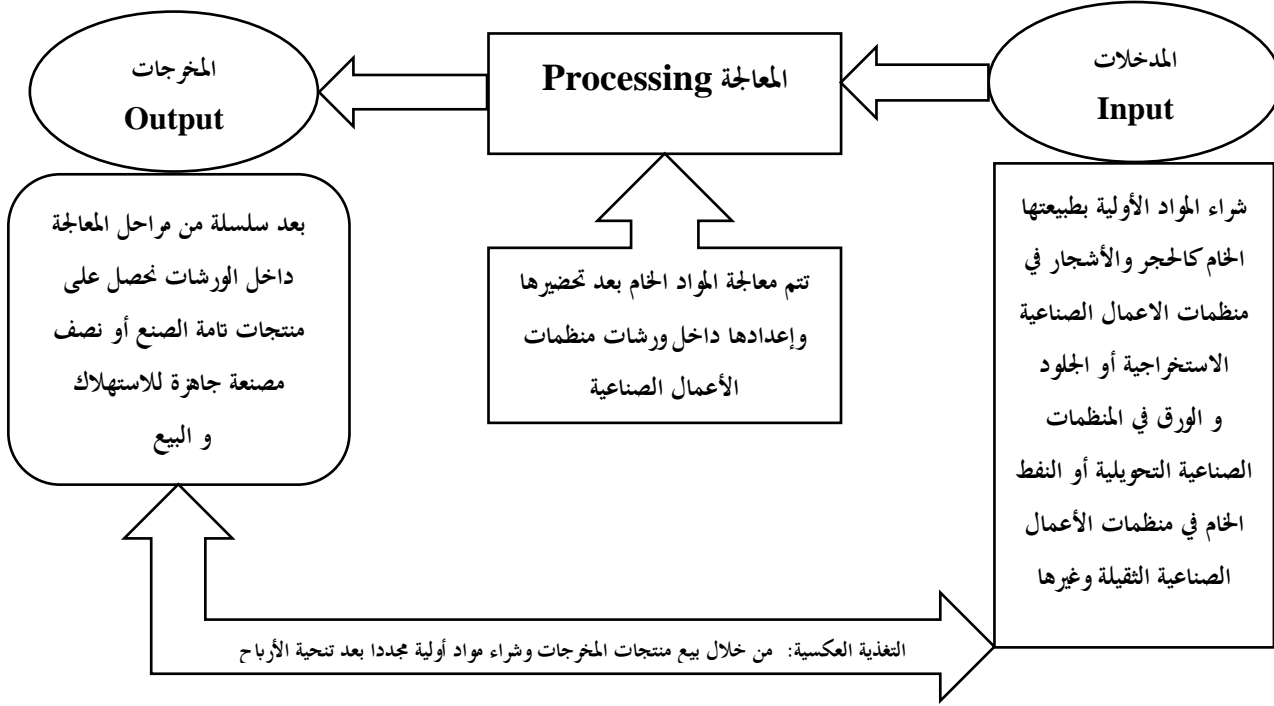 المدخلات
Input
المعالجة Processing
المخرجات
Output
شراء المواد الأولية بطبيعتها
الخام كالحجر والأشجار في
منظمات الاعمال الصناعية
الاستخراجية أو الجلود
و الورق في المنظمات
الصناعية التحويلية أو النفط
الخام في منظمات الأعمال
الصناعية الثقيلة وغيرها
تتم معالجة المواد الخام بعد تحضيرها
وإعدادها داخل ورشات منظمات
الأعمال الصناعية
بعد سلسلة من مراحل المعالجة
داخل الورشات نحصل على
منتجات تامة الصنع أو نصف
مصنعة جاهزة للاستهلاك
و البيع
التغذية العكسية: من خلال بيع منتجات المخرجات وشراء مواد أولية مجددا بعد تنحية الأرباح